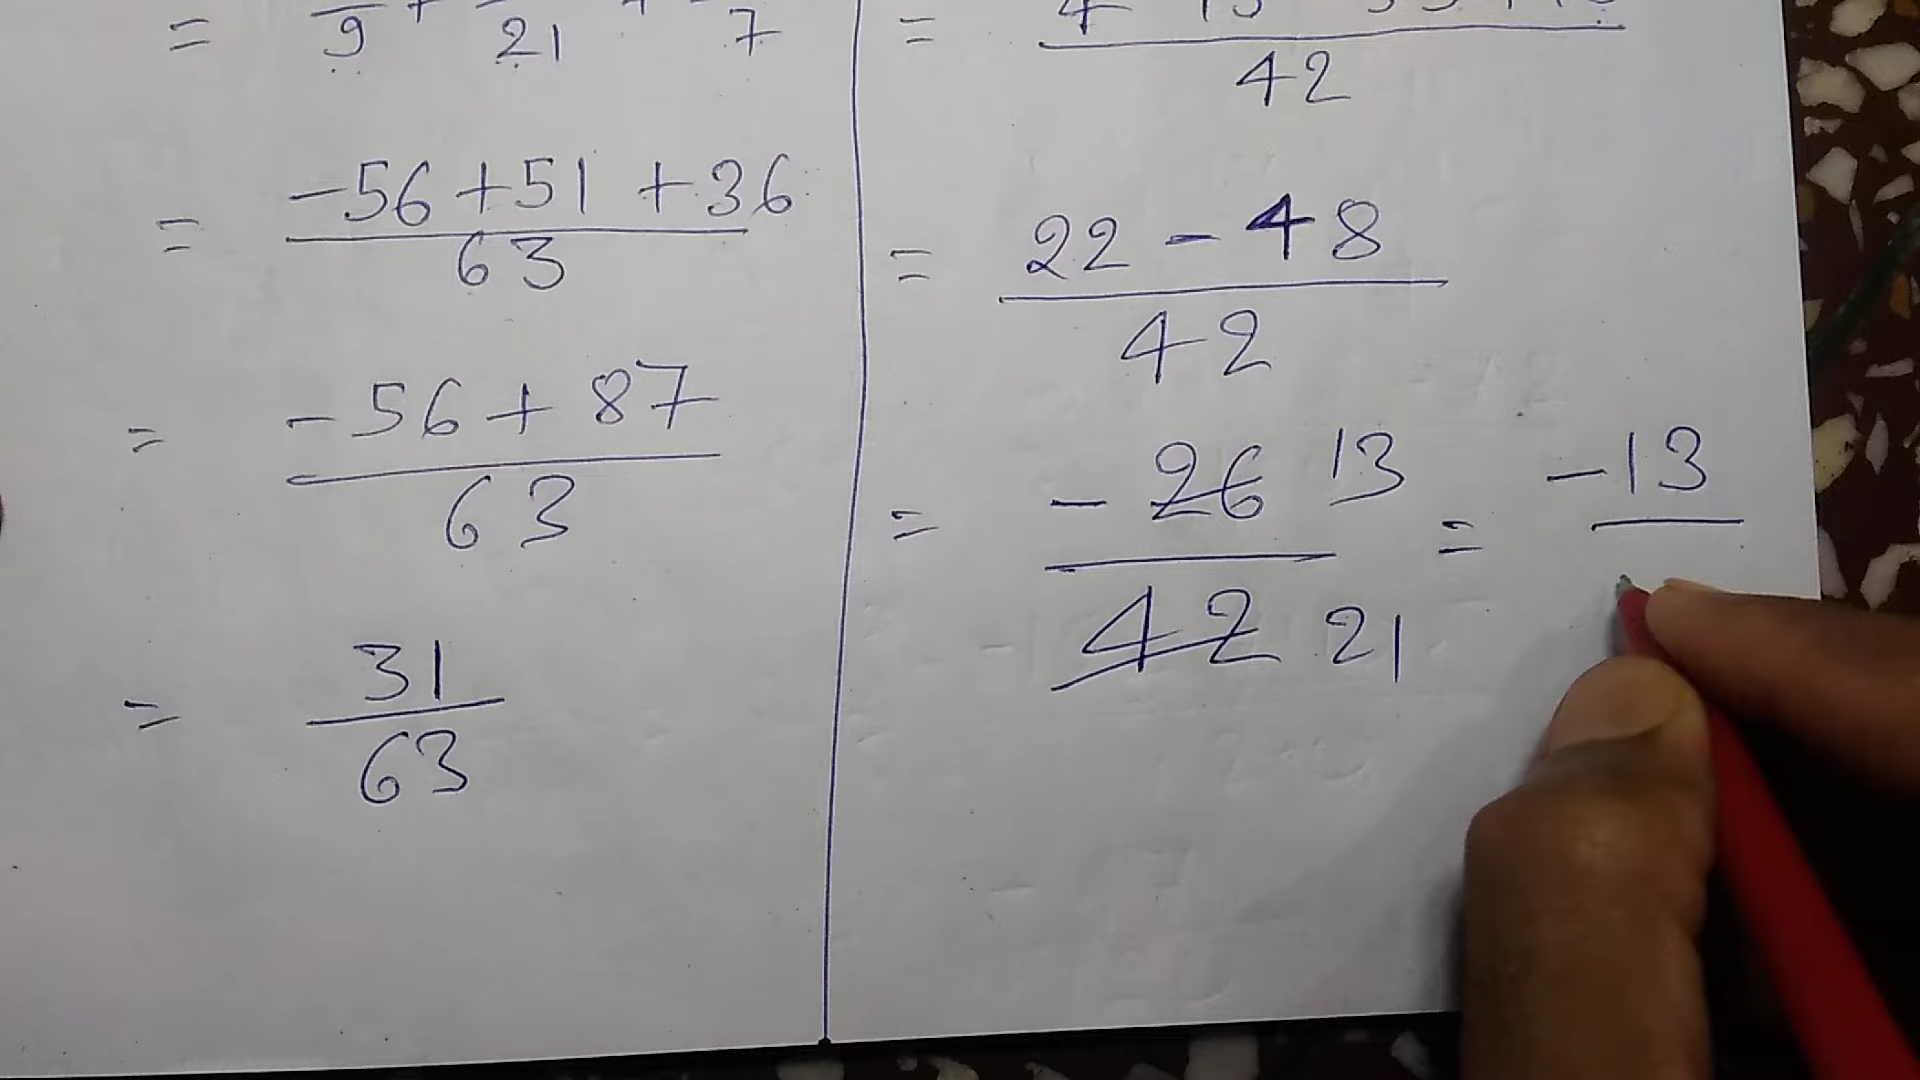 = 9 + 21 + 7
= -56 +51 +36
63
= -56 + 87
63
= 31
63
=
42
= 22 - 48
42
= - 26 13 = -13
42 21